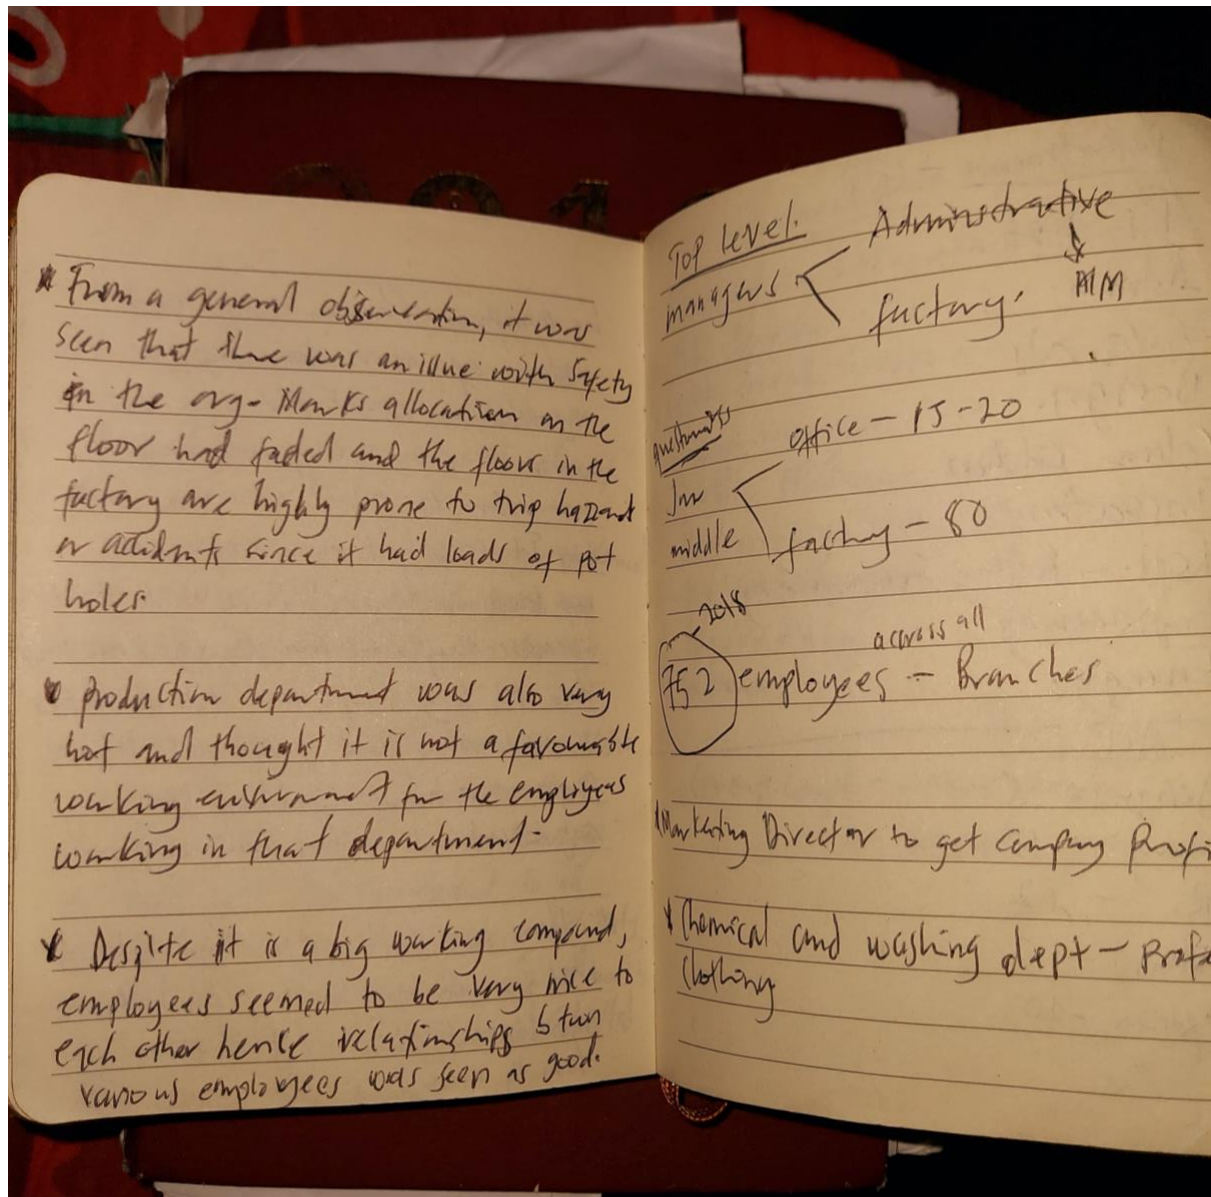 * From a general observation, it was
seen that there was an issue with Safety
in the org - Marks allocation on the
floor had faded and the floors in the
factory are highly prone to trip hazard
or accidents since it had loads of pot
holes
* production department was also very
hot and thought it is not a favourable
working environment for the employees
working in that department.
* Despite it is a big working compound,
employees seemed to be very nice to
each other hence relationships btwn
various employees was seen as good.
Top level.
managers
Administrative
MM
factory.
office - 15-20
middle
factory - 80
2018
752 employees - Branches
across all
Marketing Director to get company Profi
* Chemical and washing dept - Prote
clothing